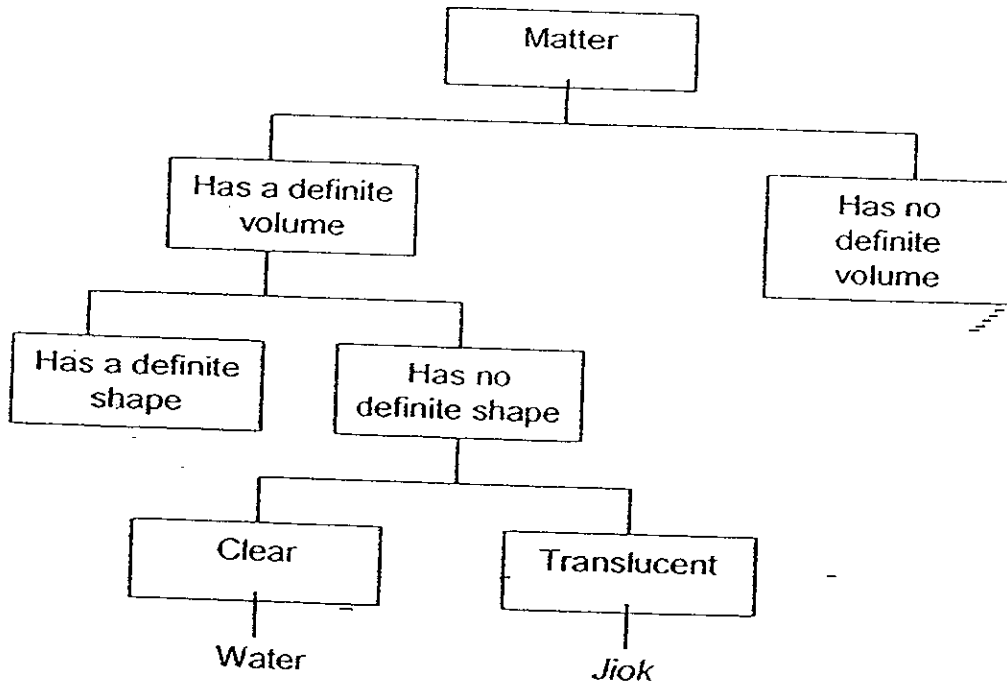 Matter
Has a definite
volume
Has no
definite
volume
Has a definite
shape
Has no
definite shape
Clear
Translucent
Water
Jiok